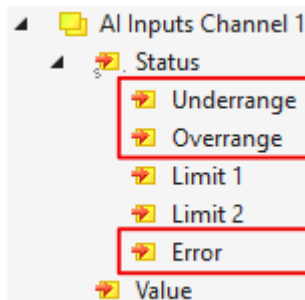 AI Inputs Channel 1
Status
Underrange
Overrange
Limit 1
Limit 2
Error
Value